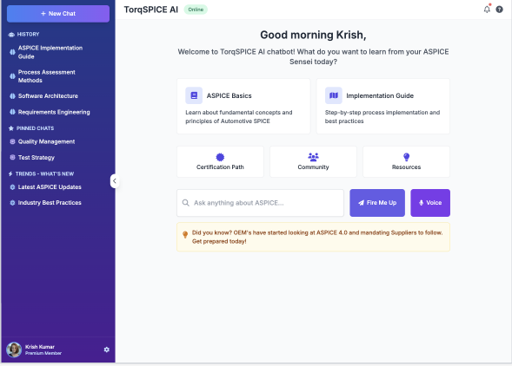 + New Chat
HISTORY
ASPICE Implementation
Guide
Process Assessment
Methods
Software Architecture
Requirements Engineering
PINNED CHATS
Quality Management
Test Strategy
TRENDS - WHAT'S NEW
Latest ASPICE Updates
Industry Best Practices
Krish Kumar
Premium Member
TorqSPICE AI Online
Good morning Krish,
Welcome to TorqSPICE AI chatbot! What do you want to learn from your ASPICE
Sensei today?
ASPICE Basics
Learn about fundamental concepts and
principles of Automotive SPICE
Implementation Guide
Step-by-step process implementation and
best practices
Certification Path
Community
Resources
Ask anything about ASPICE...
Fire Me Up
Voice
Did you know? OEM's have started looking at ASPICE 4.0 and mandating Suppliers to follow.
Get prepared today!